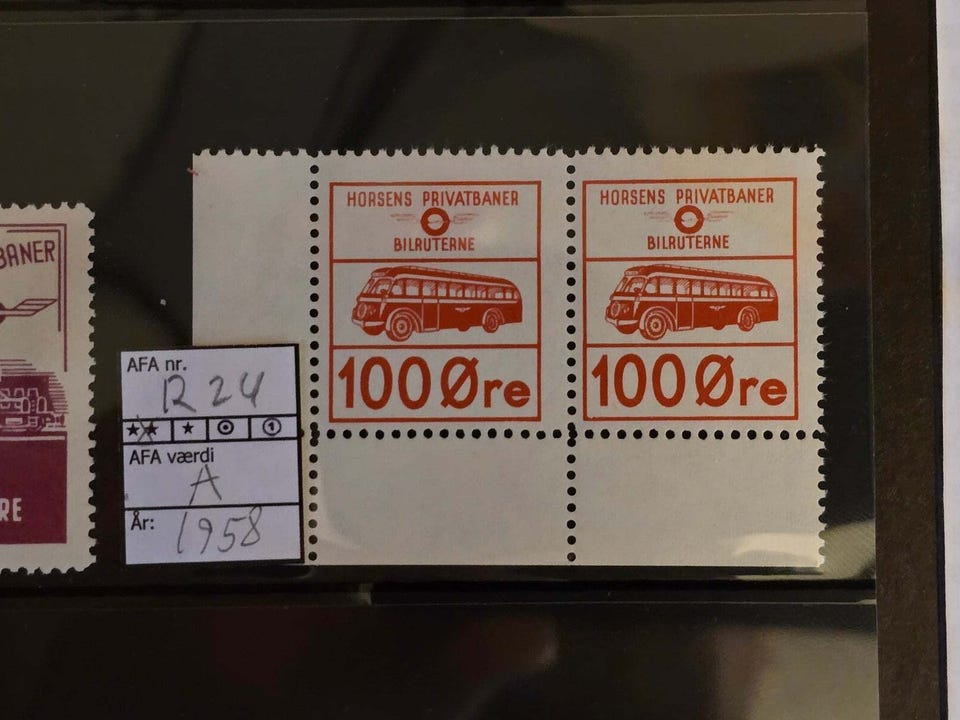 BANER
RE
AFA nr.
R 24
AFA værdi
A
År: 1958
HORSENS PRIVATBANER
BILRUTERNE
100 Øre
HORSENS PRIVATBANER
BILRUTERNE
100 Øre